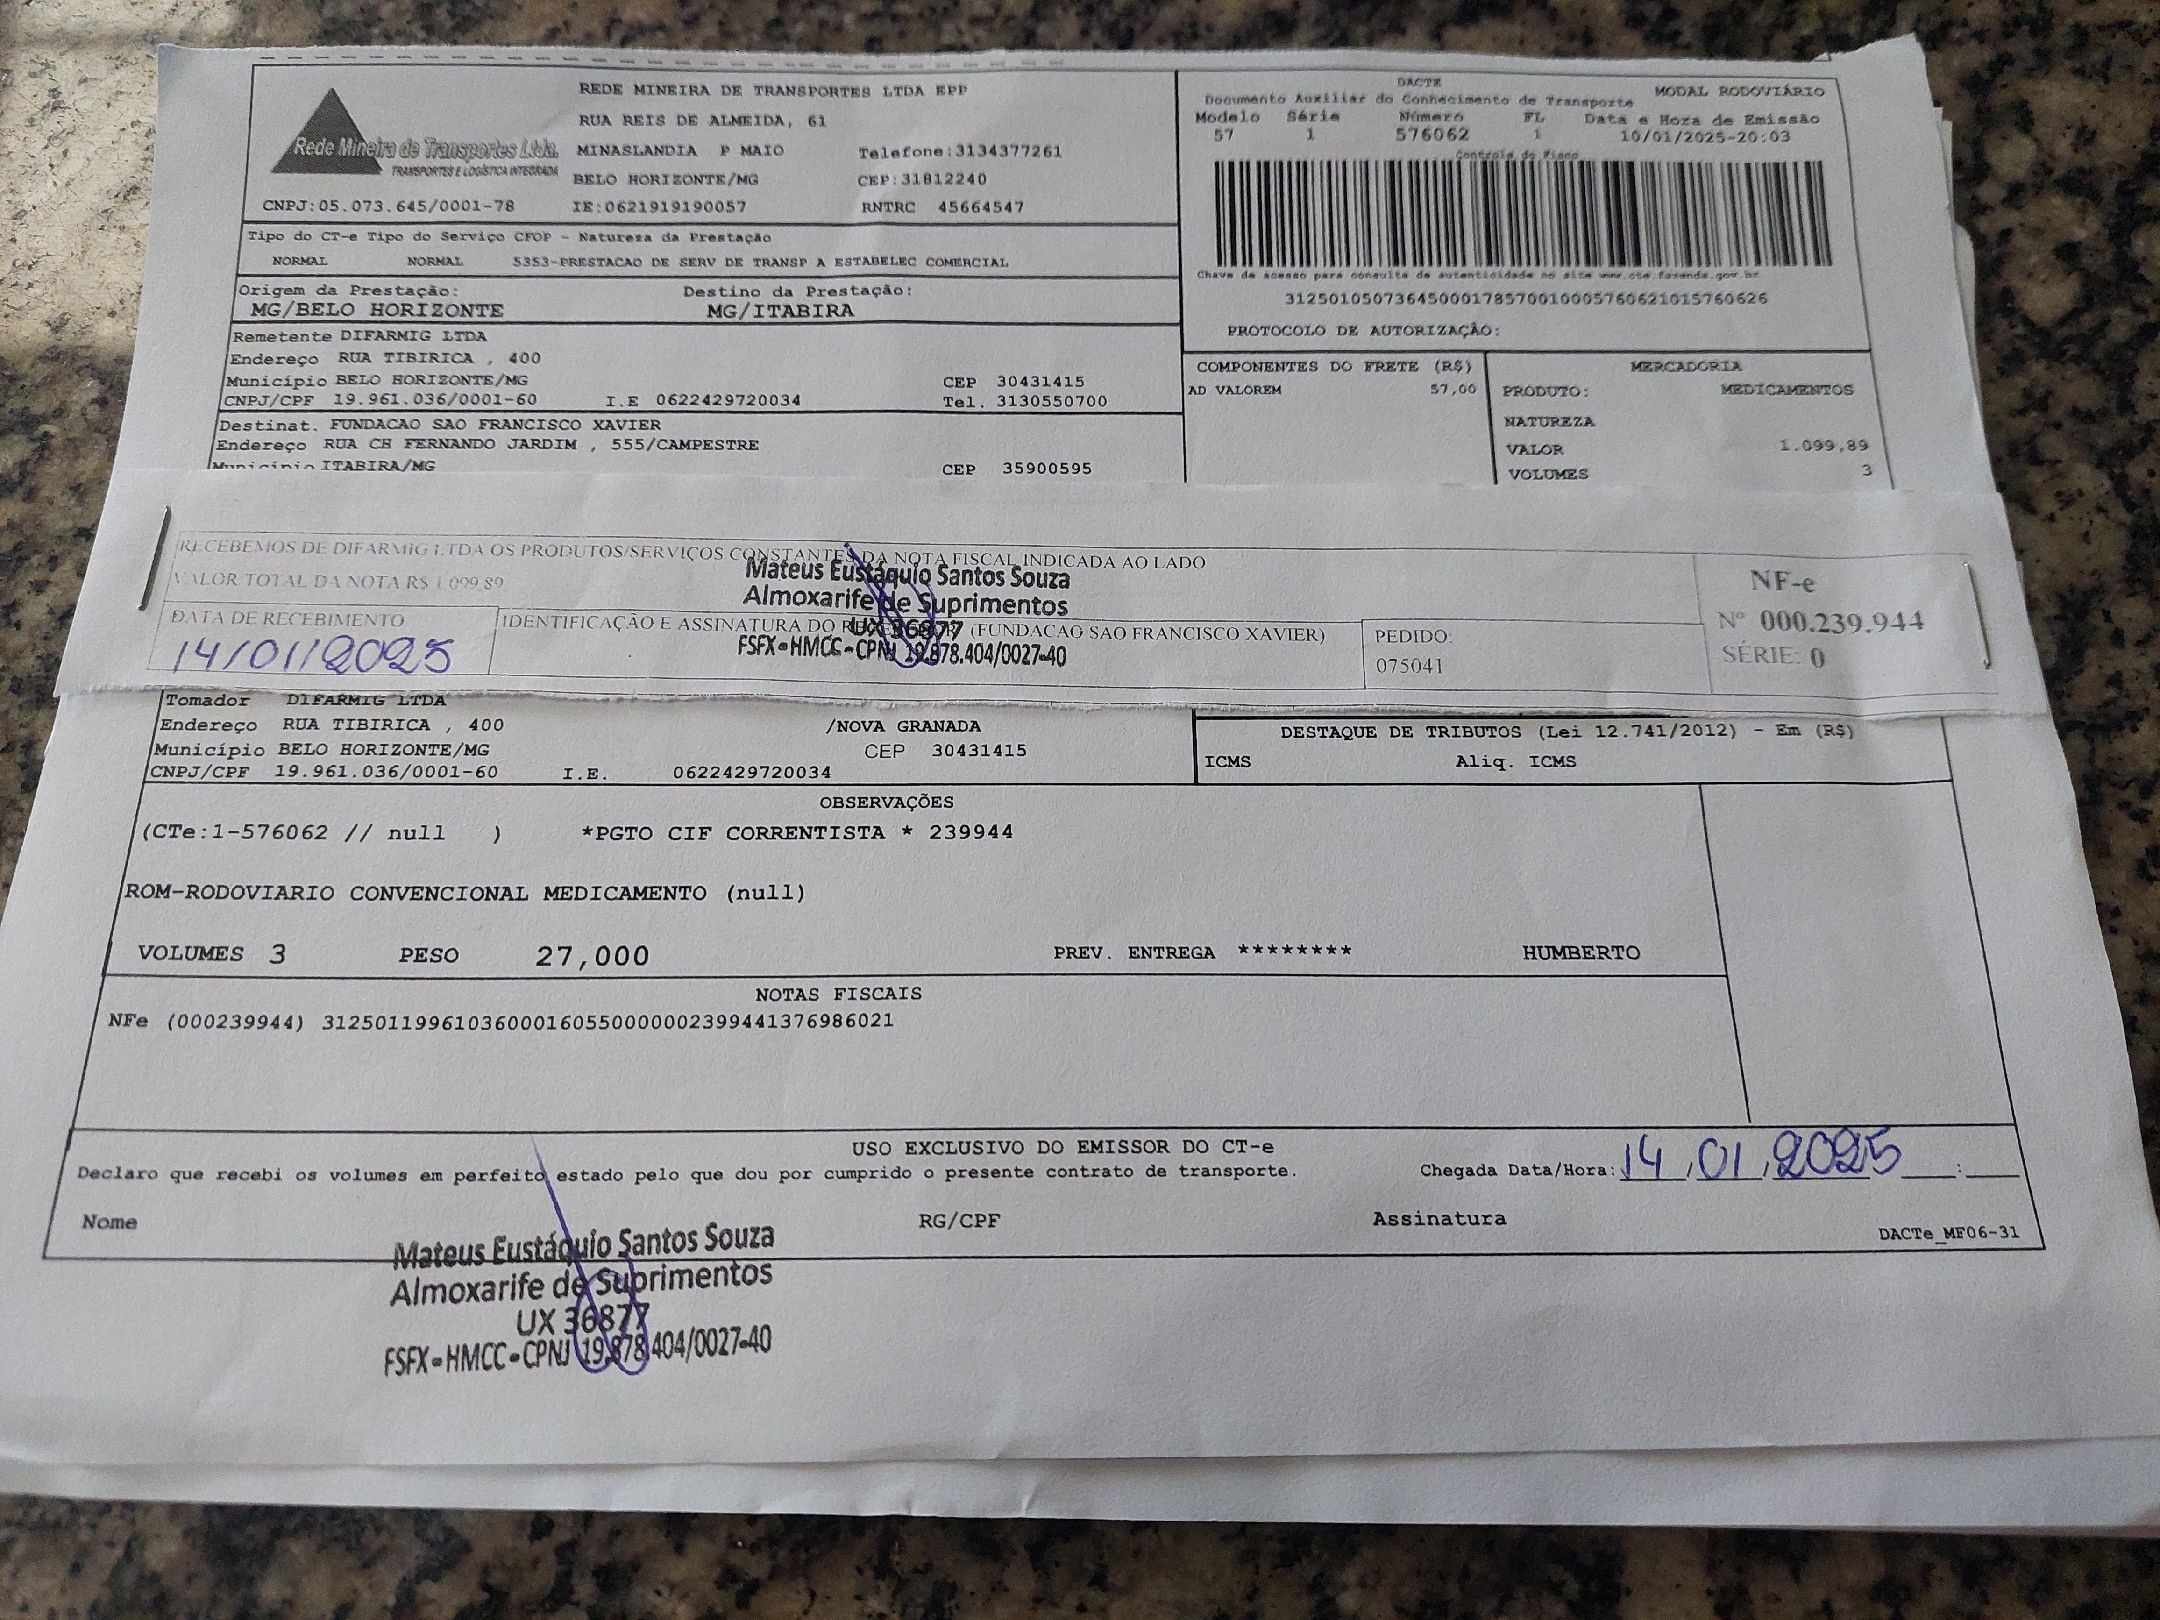 Rede Mineira de Transportes Ltda.
TRANSPORTES E LOGÍSTICA INTEGRADA
REDE MINEIRA DE TRANSPORTES LTDA EPP
RUA REIS DE ALMEIDA, 61
MINASLANDIA P MAIO Telefone:3134377261
BELO HORIZONTE/MG CEP:31812240
CNPJ:05.073.645/0001-78 IE:0621919190057 RNTRC 45664547
DACTE MODAL RODOVIÁRIO
Documento Auxiliar do Conhecimento de Transporte
Modelo Série Número FL Data e Hora de Emissão
57 1 576062 1 10/01/2025-20:03
Controle do Fisco
Chave de acesso para consulta de autenticidade no site www.cte.fazenda.gov.br
31250105073645000178570010005760621015760626
PROTOCOLO DE AUTORIZAÇÃO:
Tipo do CT-e Tipo do Serviço CFOP - Natureza da Prestação
NORMAL NORMAL 5353-PRESTACAO DE SERV DE TRANSP A ESTABELEC COMERCIAL
Origem da Prestação: Destino da Prestação:
MG/BELO HORIZONTE MG/ITABIRA
Remetente DIFARMIG LTDA
Endereço RUA TIBIRICA , 400
Município BELO HORIZONTE/MG CEP 30431415
CNPJ/CPF 19.961.036/0001-60 I.E 0622429720034 Tel. 3130550700
Destinat. FUNDACAO SAO FRANCISCO XAVIER
Endereço RUA CH FERNANDO JARDIM , 555/CAMPESTRE
Município ITABIRA/MG CEP 35900595
COMPONENTES DO FRETE (R$)
AD VALOREM 57,00
MERCADORIA
PRODUTO: MEDICAMENTOS
NATUREZA
VALOR 1.099,89
VOLUMES 3
RECEBEMOS DE DIFARMIG LTDA OS PRODUTOS/SERVIÇOS CONSTANTES DA NOTA FISCAL INDICADA AO LADO
VALOR TOTAL DA NOTA R$ 1.099,89
DATA DE RECEBIMENTO
14/01/2025
IDENTIFICAÇÃO E ASSINATURA DO RECEBEDOR (FUNDACAO SAO FRANCISCO XAVIER)
Mateus Eustáquio Santos Souza
Almoxarife de Suprimentos
UX 36877
FSFX-HMCC-CPNJ 19.878.404/0027-40
PEDIDO:
075041
NF-e
Nº 000.239.944
SÉRIE: 0
Tomador DIFARMIG LTDA
Endereço RUA TIBIRICA , 400 /NOVA GRANADA
Município BELO HORIZONTE/MG CEP 30431415
CNPJ/CPF 19.961.036/0001-60 I.E. 0622429720034
DESTAQUE DE TRIBUTOS (Lei 12.741/2012) - Em (R$)
ICMS Aliq. ICMS
OBSERVAÇÕES
(CTe:1-576062 // null ) *PGTO CIF CORRENTISTA * 239944
ROM-RODOVIARIO CONVENCIONAL MEDICAMENTO (null)
VOLUMES 3 PESO 27,000 PREV. ENTREGA ******** HUMBERTO
NOTAS FISCAIS
NFe (000239944) 31250119961036000160550000002399441376986021
USO EXCLUSIVO DO EMISSOR DO CT-e
Declaro que recebi os volumes em perfeito estado pelo que dou por cumprido o presente contrato de transporte. Chegada Data/Hora: 14/01/2025 __:__
Nome RG/CPF Assinatura
DACTe_MF06-31
Mateus Eustáquio Santos Souza
Almoxarife de Suprimentos
UX 36877
FSFX-HMCC-CPNJ 19.878.404/0027-40